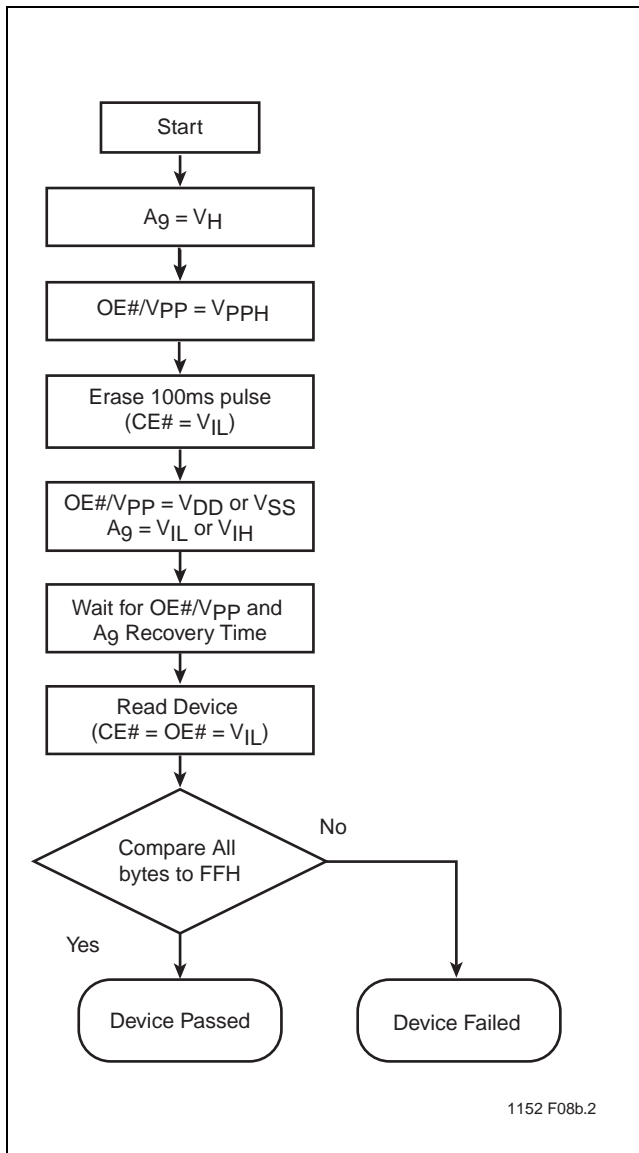 Start
A9 = VH
OE#/VPP = VPPH
Erase 100ms pulse
(CE# = VIL)
OE#/VPP = VDD or VSS
A9 = VIL or VIH
Wait for OE#/VPP and
A9 Recovery Time
Read Device
(CE# = OE# = VIL)
Compare All
bytes to FFH
No
Yes
Device Passed
Device Failed
1152 F08b.2